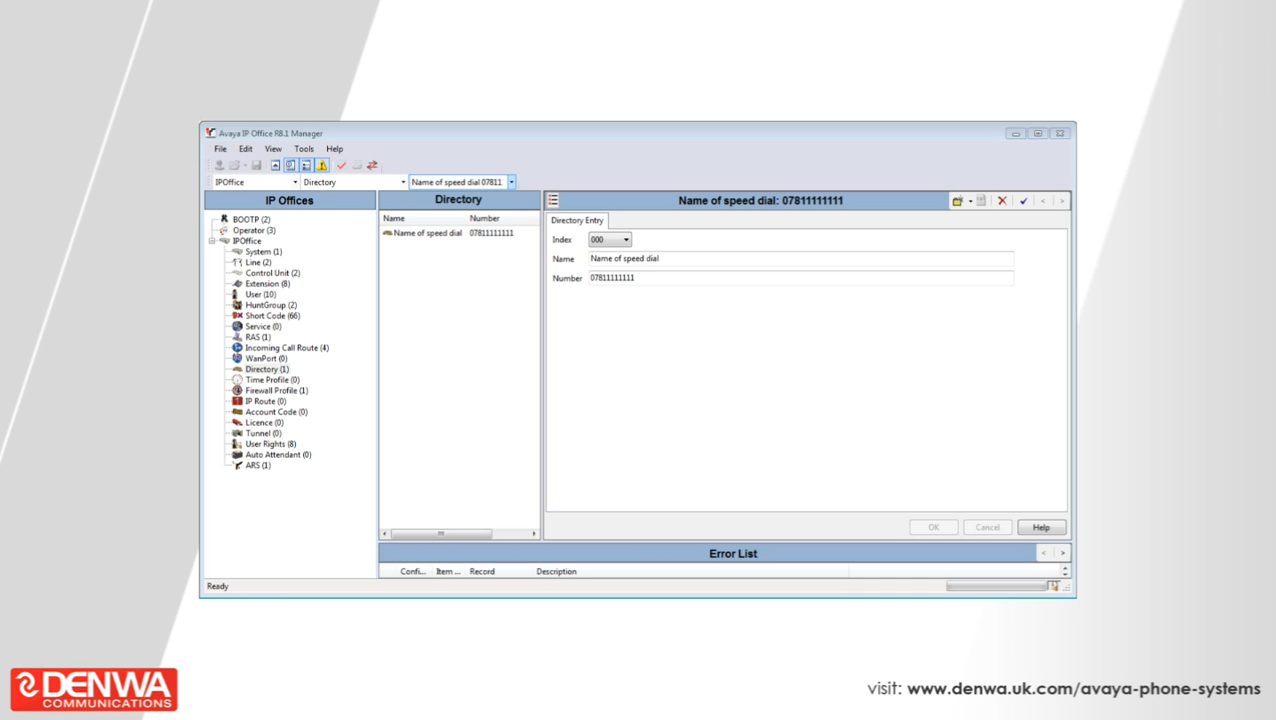 Avaya IP Office R8.1 Manager
File Edit View Tools Help
IPOffice Directory Name of speed dial 07811
IP Offices
BOOTP (2)
Operator (3)
IPOffice
System (1)
Line (2)
Control Unit (2)
Extension (8)
User (10)
HuntGroup (2)
Short Code (66)
Service (0)
RAS (1)
Incoming Call Route (4)
WanPort (0)
Directory (1)
Time Profile (0)
Firewall Profile (1)
IP Route (0)
Account Code (0)
Licence (0)
Tunnel (0)
User Rights (8)
Auto Attendant (0)
ARS (1)
Directory
Name Number
Name of speed dial 07811111111
Name of speed dial: 07811111111
Directory Entry
Index 000
Name Name of speed dial
Number 07811111111
OK Cancel Help
Error List
Confi... Item ... Record Description
Ready
DENWA
COMMUNICATIONS
visit: www.denwa.uk.com/avaya-phone-systems